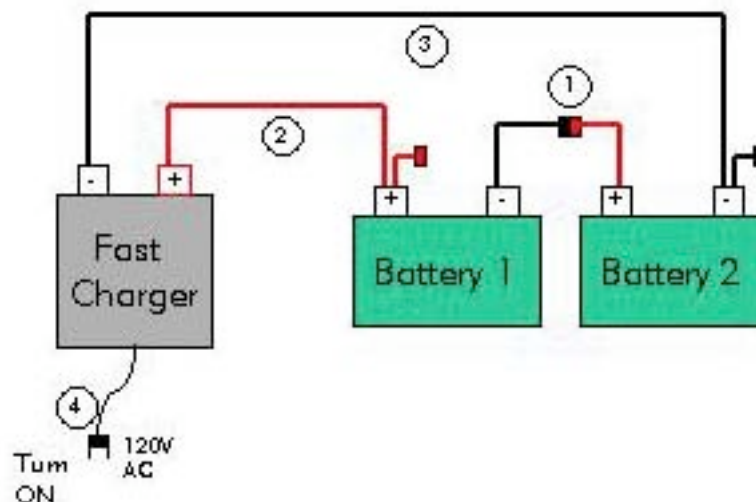 3
1
2
-
+
+
-
+
-
Fast
Charger
Battery 1
Battery 2
4
120V
AC
Turn
ON